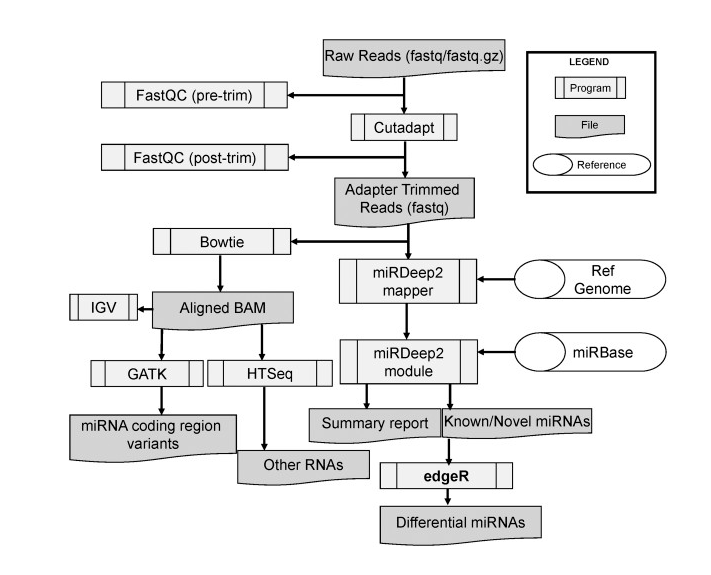 Raw Reads (fastq/fastq.gz)
LEGEND
Program
File
Reference
FastQC (pre-trim)
Cutadapt
FastQC (post-trim)
Adapter Trimmed
Reads (fastq)
Bowtie
miRDeep2
mapper
Ref
Genome
IGV
Aligned BAM
miRDeep2
module
miRBase
GATK
HTSeq
miRNA coding region
variants
Summary report
Known/Novel miRNAs
Other RNAs
edgeR
Differential miRNAs